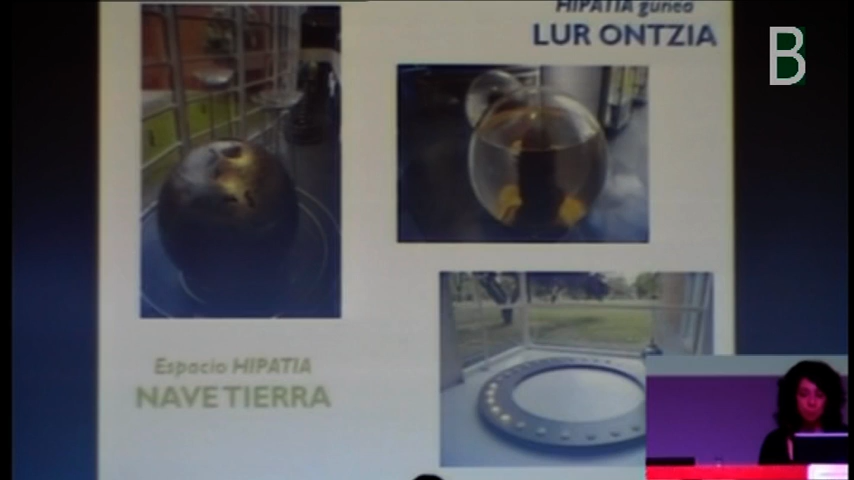 HIPATIA gunea
LUR ONTZIA
B
Espacio HIPATIA
NAVE TIERRA